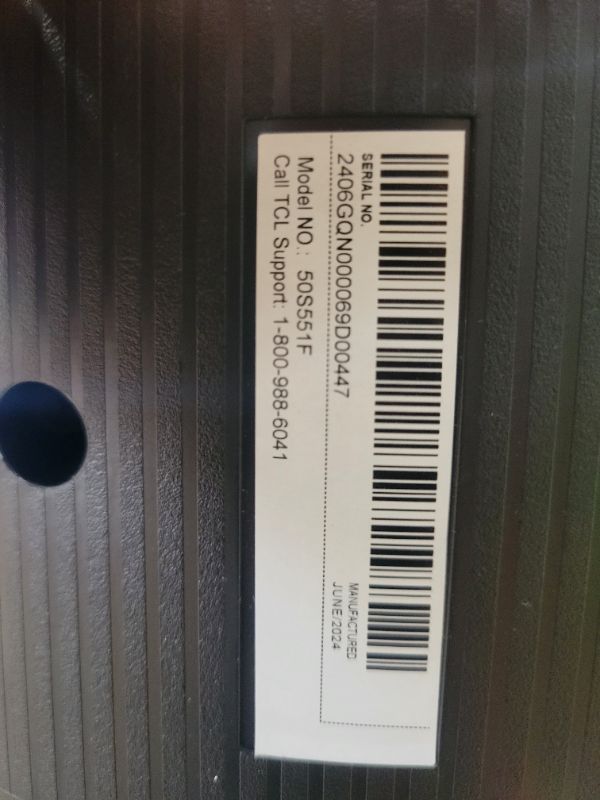 SERIAL NO.
2406GQN000069D00447
MANUFACTURED
JUNE/2024
Model NO.: 50S551F
Call TCL Support: 1-800-988-6041